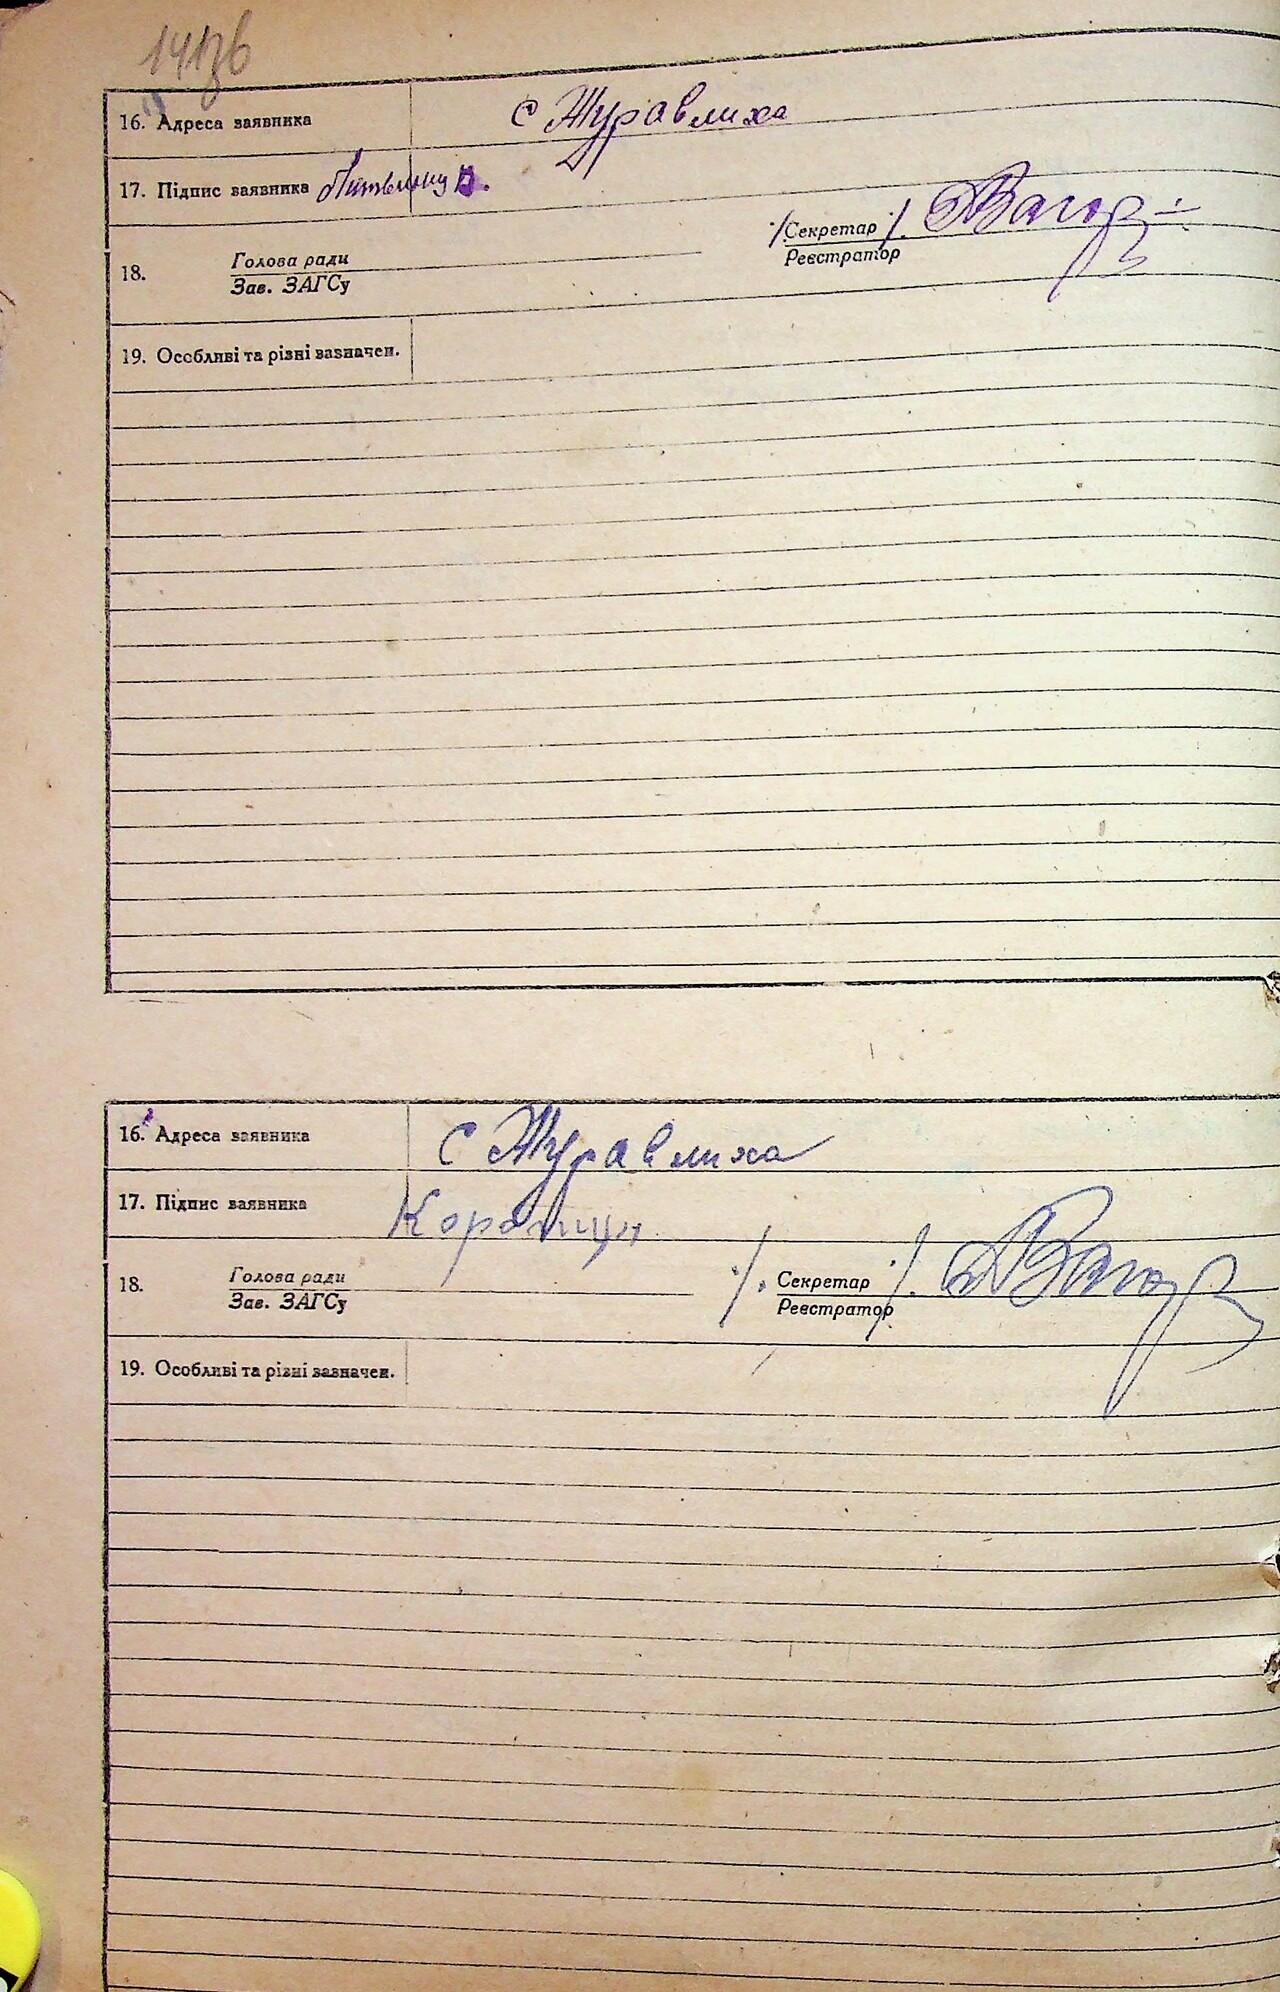 141зв
16. Адреса заявника с Журавлиха
17. Підпис заявника
/Секретар/.
Реєстратор
18. Голова ради
Зав. ЗАГСу
19. Особливі та різні зазначен.
16. Адреса заявника с Журавлиха
17. Підпис заявника
18. Голова ради
Зав. ЗАГСу
/. Секретар /.
Реєстратор
19. Особливі та різні зазначен.